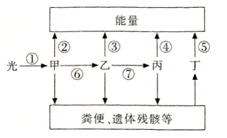 能量
① ② ③ ④ ⑤
光 甲 乙 丙 丁
⑥ ⑦
粪便、遗体残骸等